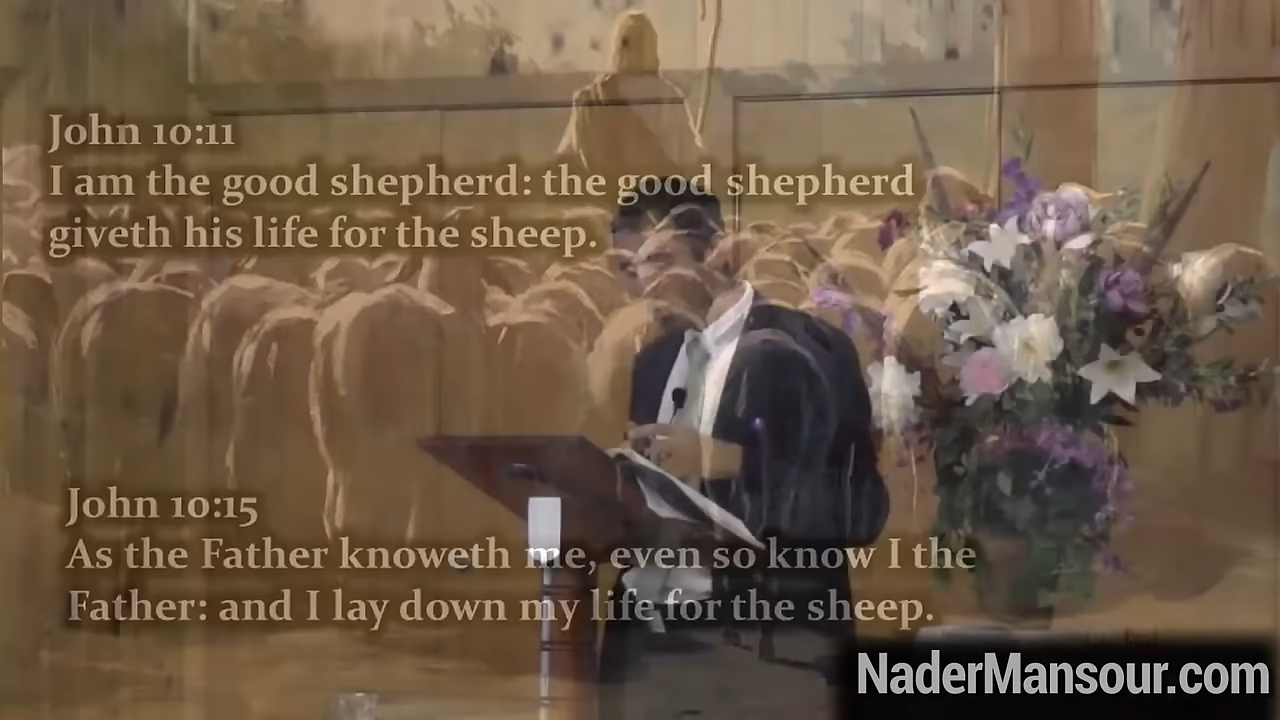 John 10:11
I am the good shepherd: the good shepherd
giveth his life for the sheep.
John 10:15
As the Father knoweth me, even so know I the
Father: and I lay down my life for the sheep.
NaderMansour.com